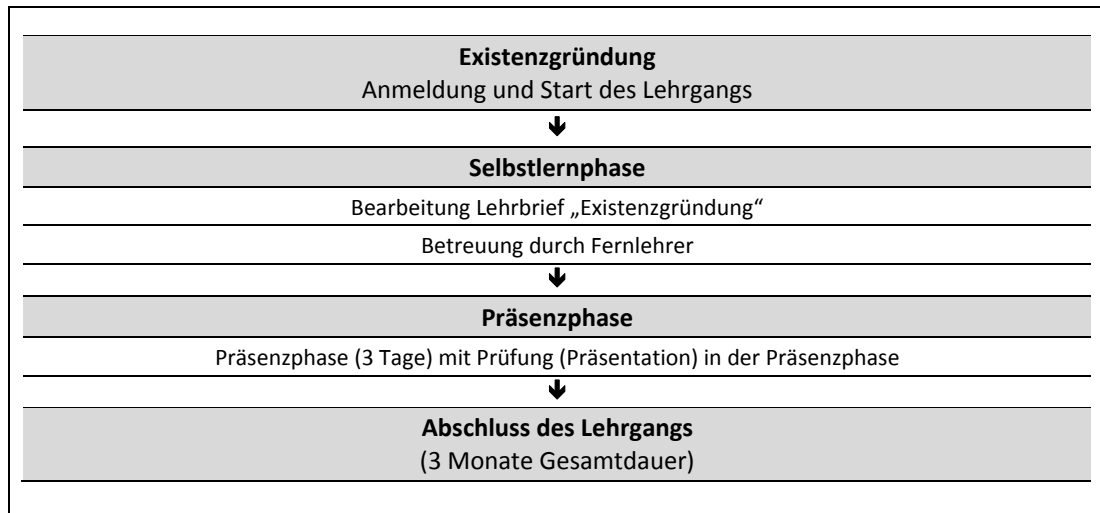 Existenzgründung
Anmeldung und Start des Lehrgangs
Selbstlernphase
Bearbeitung Lehrbrief „Existenzgründung“
Betreuung durch Fernlehrer
Präsenzphase
Präsenzphase (3 Tage) mit Prüfung (Präsentation) in der Präsenzphase
Abschluss des Lehrgangs
(3 Monate Gesamtdauer)